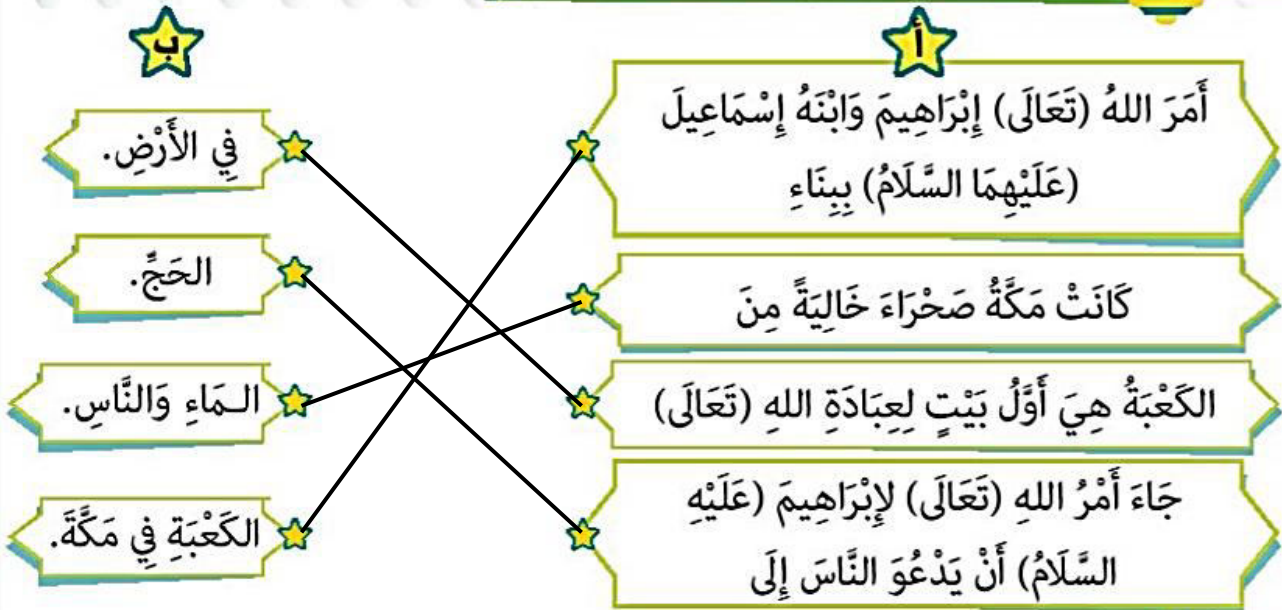 أ
أَمَرَ اللهُ (تَعَالَى) إِبْرَاهِيمَ وَابْنَهُ إِسْمَاعِيلَ
(عَلَيْهِمَا السَّلَامُ) بِبِنَاءِ
كَانَتْ مَكَّةُ صَحْرَاءَ خَالِيَةً مِنَ
الكَعْبَةُ هِيَ أَوَّلُ بَيْتٍ لِعِبَادَةِ اللهِ (تَعَالَى)
جَاءَ أَمْرُ اللهِ (تَعَالَى) لإِبْرَاهِيمَ (عَلَيْهِ
السَّلَامُ) أَنْ يَدْعُوَ النَّاسَ إِلَى
ب
فِي الأَرْضِ.
الحَجِّ.
الـمَاءِ وَالنَّاسِ.
الكَعْبَةِ فِي مَكَّةَ.